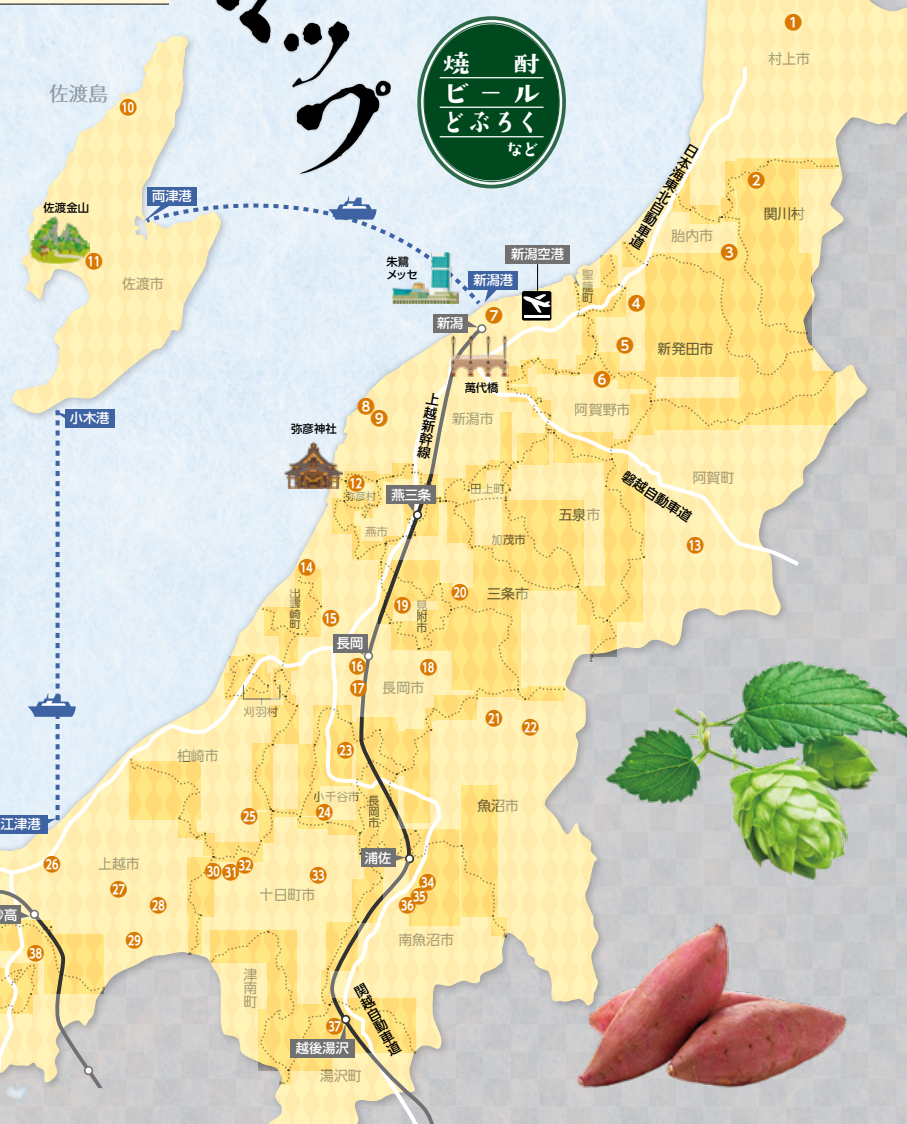 ップ
焼酎
ビール
どぶろく
など
1
村上市
佐渡島
10
日本海東北自動車道
2
関川村
両津港
佐渡金山
胎内市
3
11
佐渡市
朱鷺
メッセ
新潟空港
新潟港
聖籠町
4
7
新潟
5
新発田市
萬代橋
6
8
9
上越新幹線
新潟市
阿賀野市
小木港
弥彦神社
12
弥彦村
燕三条
田上町
磐越自動車道
阿賀町
五泉市
燕市
加茂市
13
14
出雲崎町
15
19
見附市
20
三条市
長岡
16
18
17
長岡市
刈羽村
21
22
柏崎市
23
小千谷市
24
長岡市
魚沼市
25
江津港
26
上越市
浦佐
30
31
32
33
27
十日町市
34
35
36
28
高
29
南魚沼市
38
津南町
関越自動車道
37
越後湯沢
湯沢町